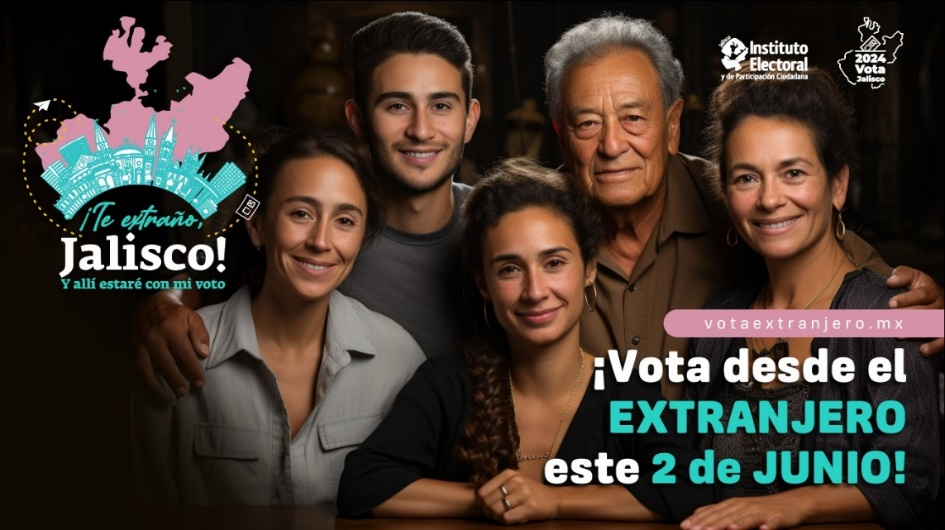 ¡Te extraño,
Jalisco!
Y allí estaré con mi voto
Instituto
Electoral
y de Participación Ciudadana
2024
Vota
Jalisco
votaextranjero.mx
¡Vota desde el
EXTRANJERO
este 2 de JUNIO!